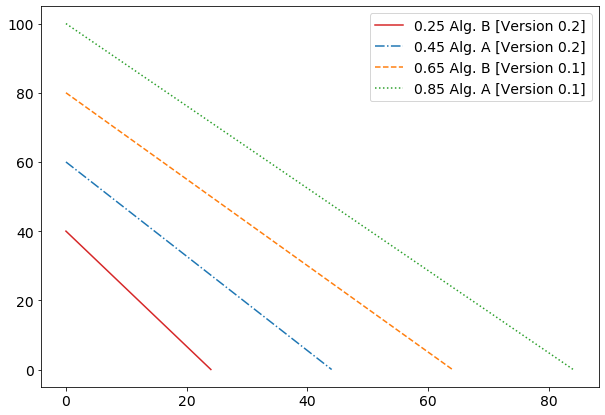 100
80
60
40
20
0
0 20 40 60 80
0.25 Alg. B [Version 0.2]
0.45 Alg. A [Version 0.2]
0.65 Alg. B [Version 0.1]
0.85 Alg. A [Version 0.1]